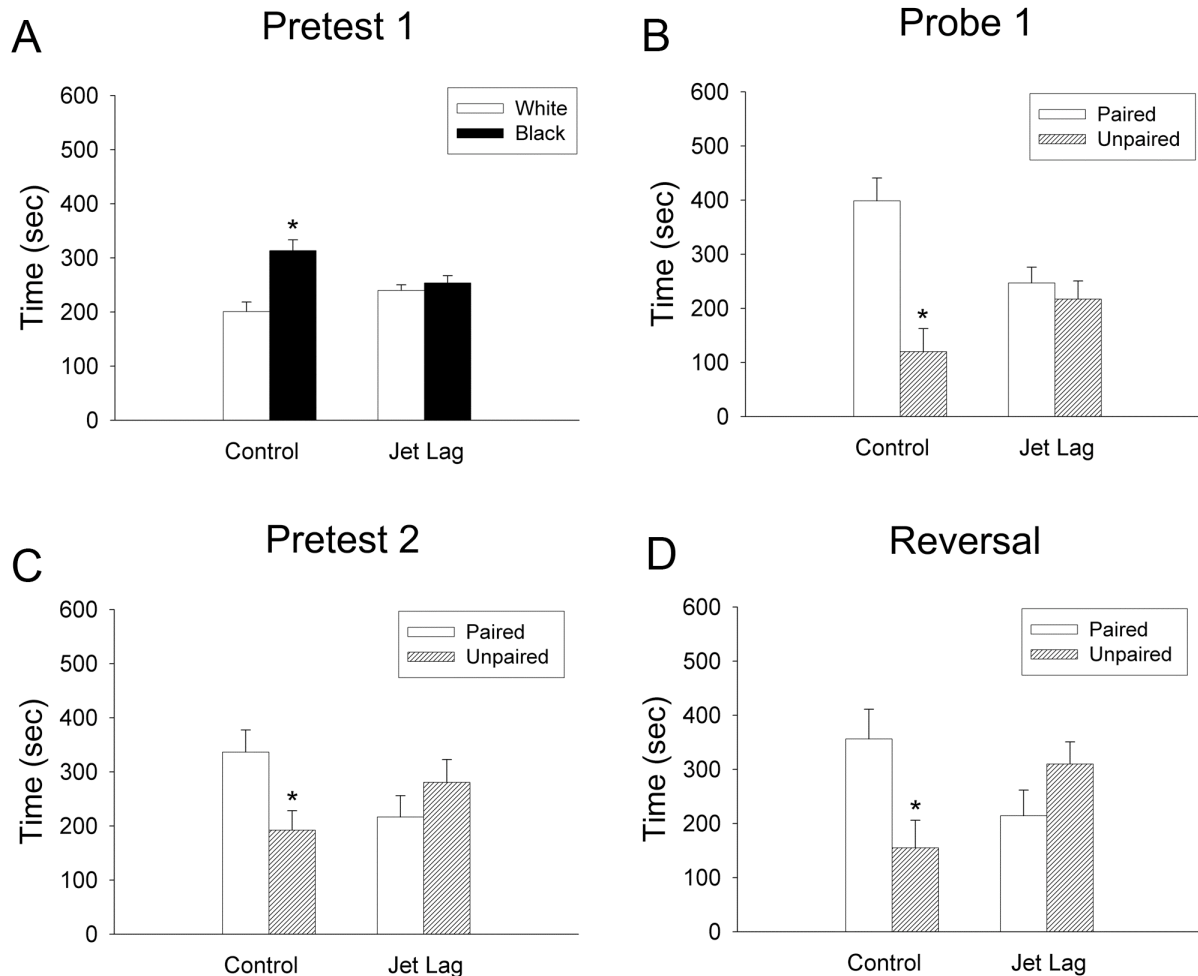 A
Pretest 1
White
Black
600
500
400
300
200
100
0
Time (sec)
*
Control
Jet Lag
B
Probe 1
Paired
Unpaired
600
500
400
300
200
100
0
Time (sec)
*
Control
Jet Lag
C
Pretest 2
Paired
Unpaired
600
500
400
300
200
100
0
Time (sec)
*
Control
Jet Lag
D
Reversal
Paired
Unpaired
600
500
400
300
200
100
0
Time (sec)
*
Control
Jet Lag